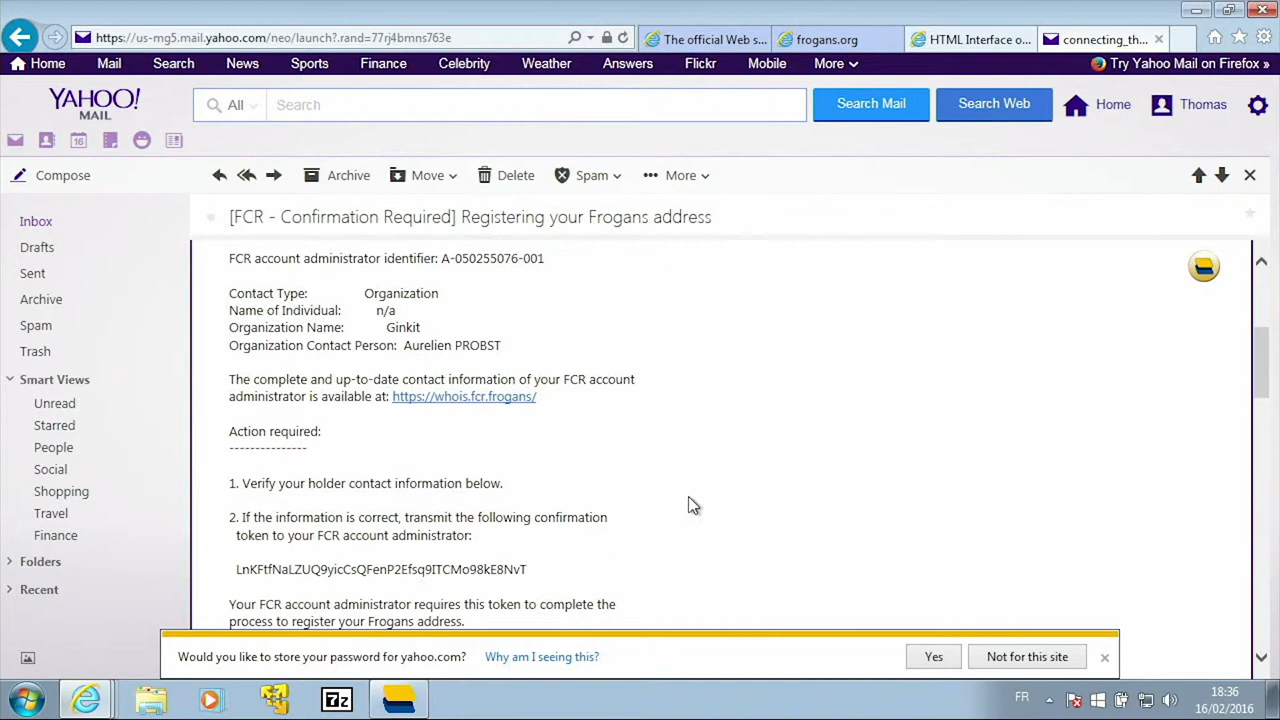 https://us-mg5.mail.yahoo.com/neo/launch?.rand=77rj4bmns763e
The official Web s...
frogans.org
HTML Interface o...
connecting_th...
Home Mail Search News Sports Finance Celebrity Weather Answers Flickr Mobile More Try Yahoo Mail on Firefox »
YAHOO!
MAIL
All Search
Search Mail
Search Web
Home
Thomas
16
Compose
Archive Move Delete Spam More
Inbox
Drafts
Sent
Archive
Spam
Trash
Smart Views
Unread
Starred
People
Social
Shopping
Travel
Finance
Folders
Recent
[FCR - Confirmation Required] Registering your Frogans address
FCR account administrator identifier: A-050255076-001
Contact Type: Organization
Name of Individual: n/a
Organization Name: Ginkit
Organization Contact Person: Aurelien PROBST
The complete and up-to-date contact information of your FCR account
administrator is available at: https://whois.fcr.frogans/
Action required:
---------------
1. Verify your holder contact information below.
2. If the information is correct, transmit the following confirmation
token to your FCR account administrator:
LnKFtfNaLZUQ9yicCsQFenP2Efsq9ITCMo98kE8NvT
Your FCR account administrator requires this token to complete the
process to register your Frogans address.
Would you like to store your password for yahoo.com? Why am I seeing this? Yes Not for this site
7z
FR
18:36
16/02/2016